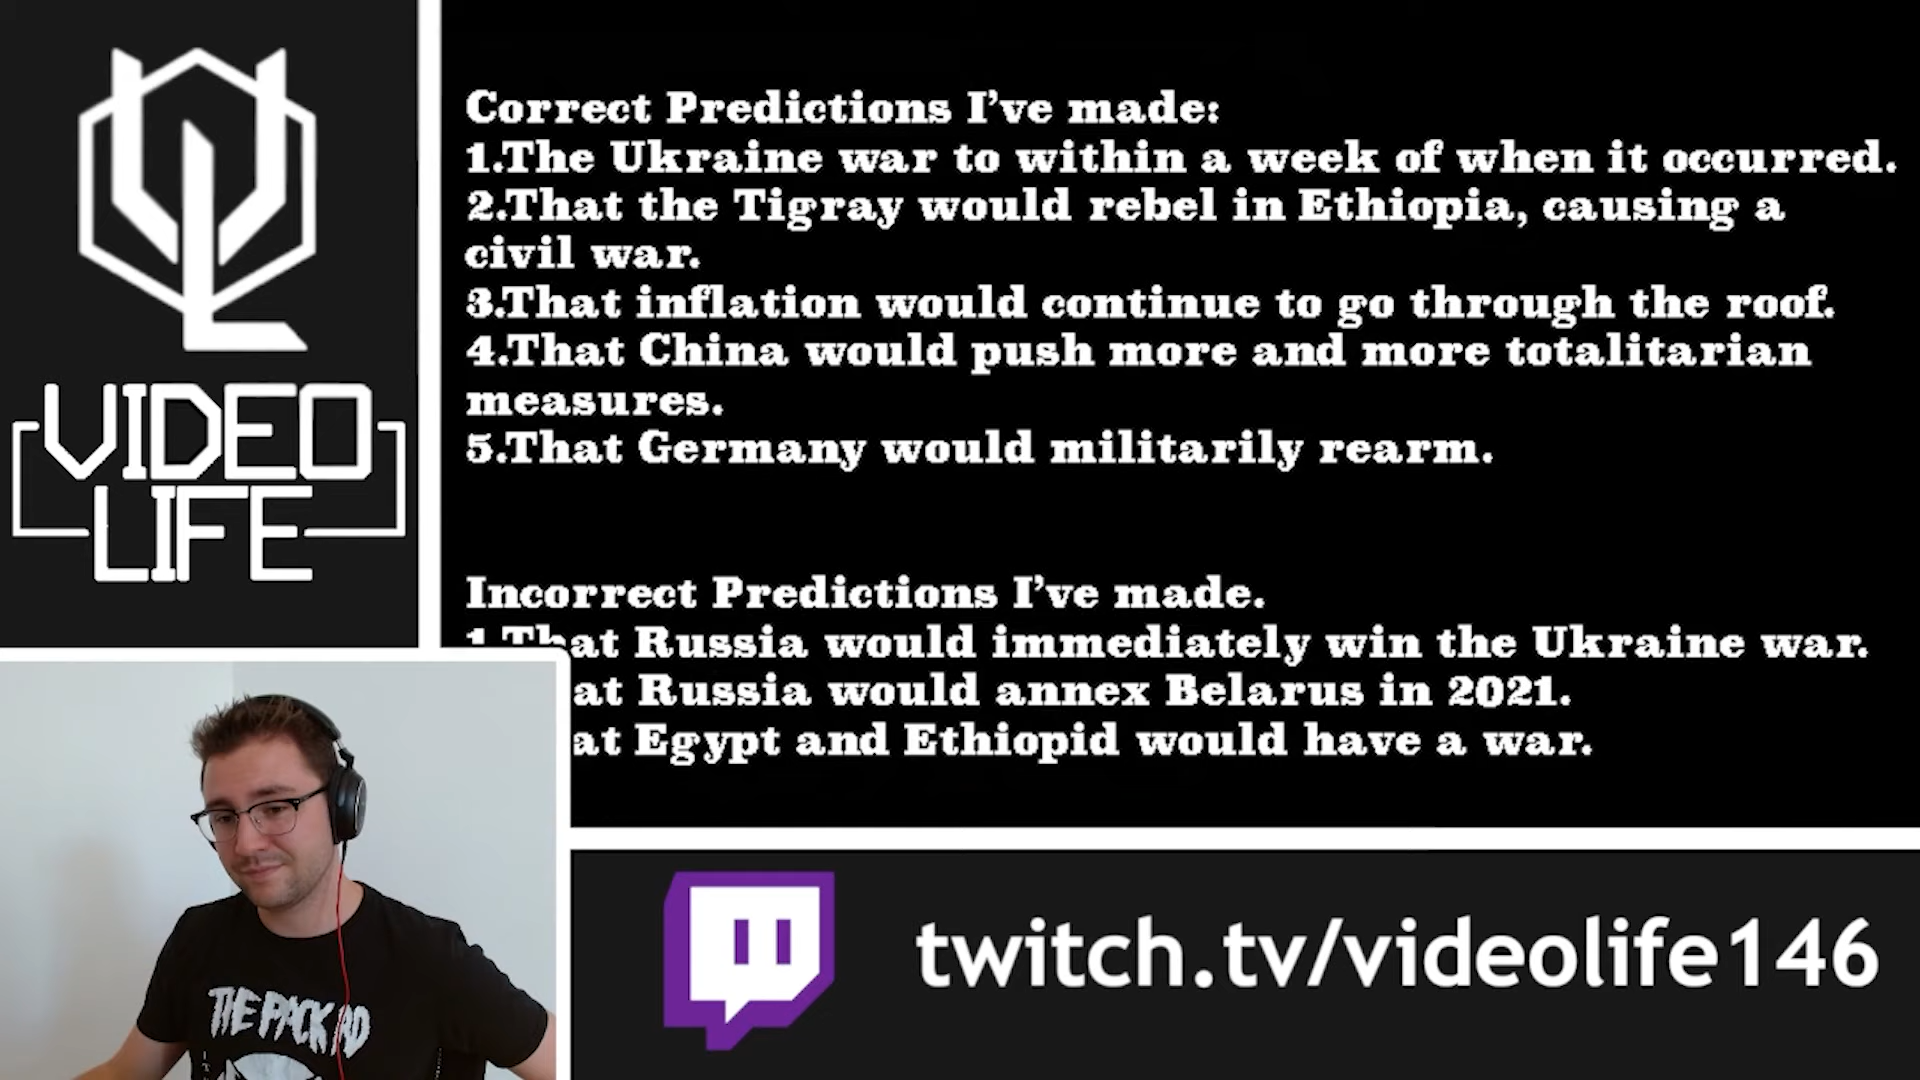 Correct Predictions I've made:
1.The Ukraine war to within a week of when it occurred.
2.That the Tigray would rebel in Ethiopia, causing a
civil war.
3.That inflation would continue to go through the roof.
4.That China would push more and more totalitarian
measures.
5.That Germany would militarily rearm.
Incorrect Predictions I've made.
1.That Russia would immediately win the Ukraine war.
at Russia would annex Belarus in 2021.
at Egypt and Ethiopid would have a war.
VIDEO
LIFE
THE PACK AD
twitch.tv/videolife146